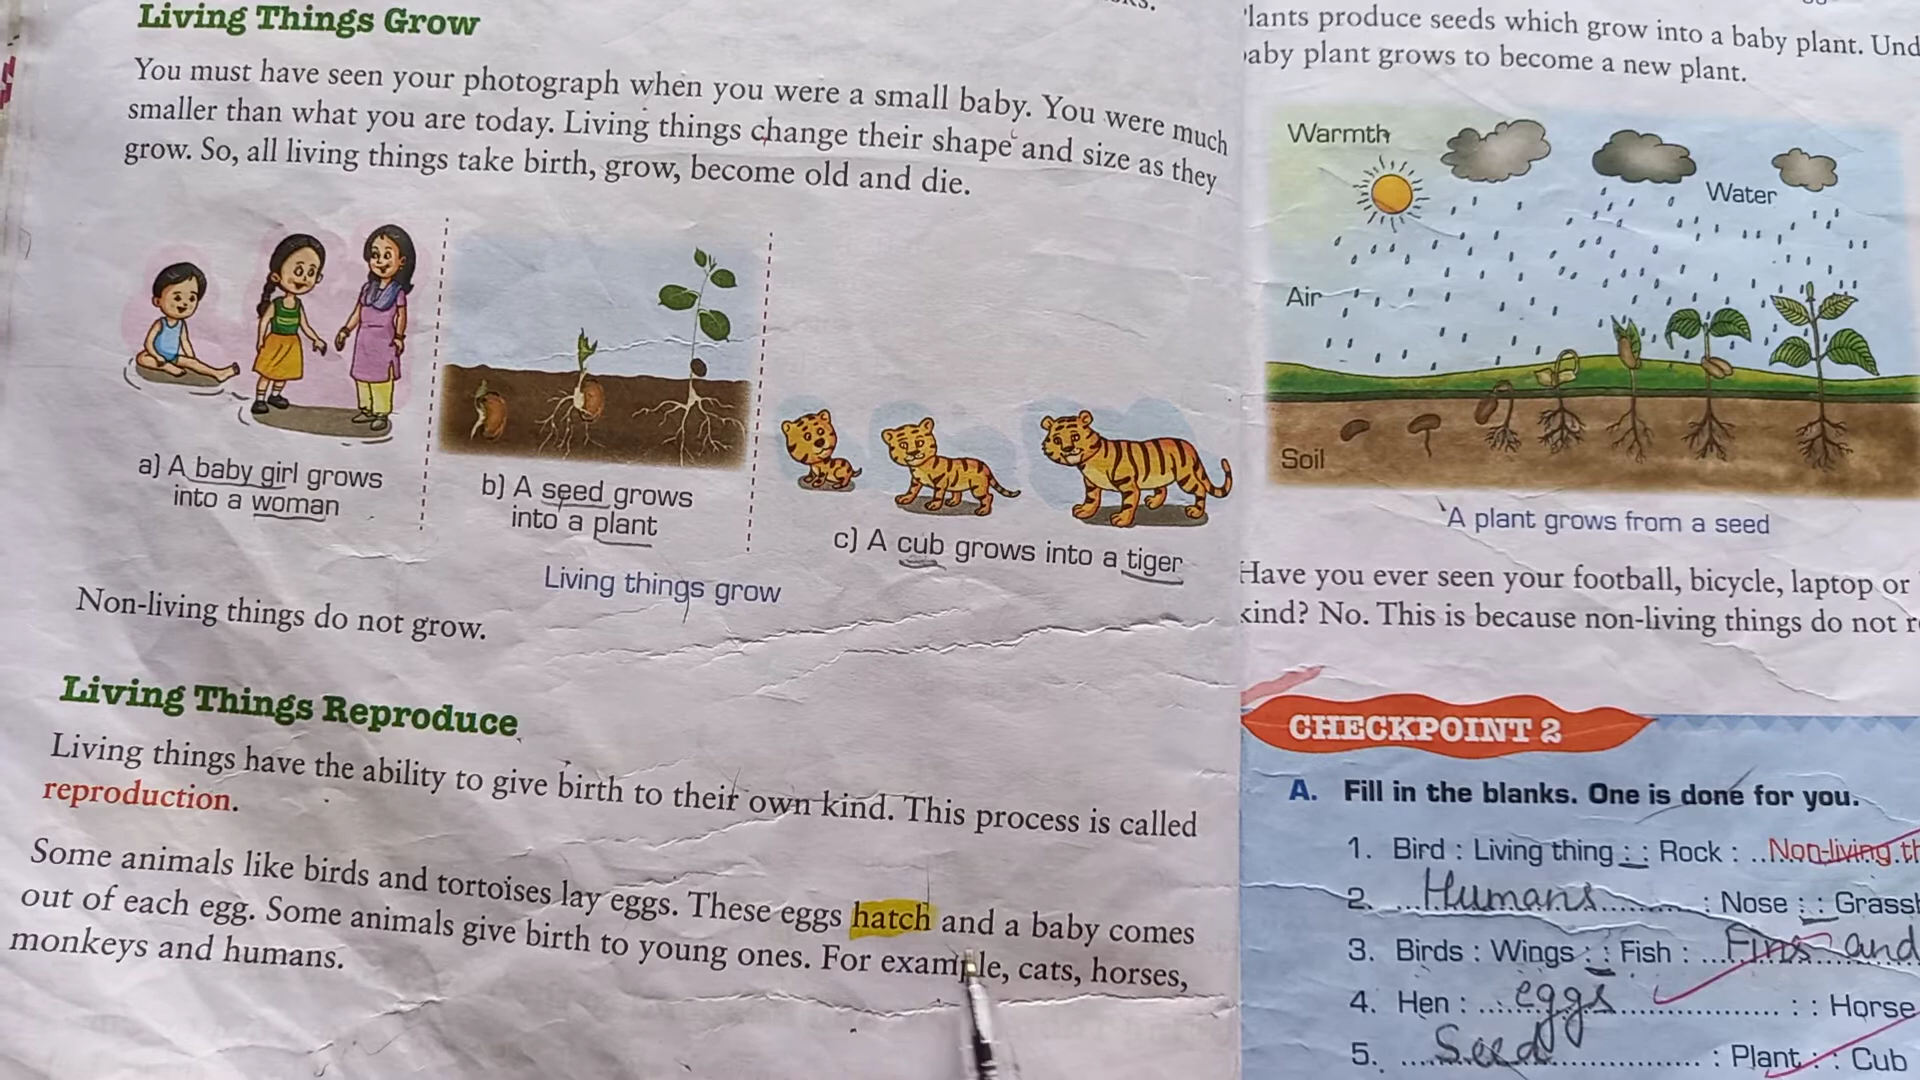 Living Things Grow
You must have seen your photograph when you were a small baby. You were much
smaller than what you are today. Living things change their shape and size as they
grow. So, all living things take birth, grow, become old and die.
a) A baby girl grows
into a woman
b) A seed grows
into a plant
c) A cub grows into a tiger
Living things grow
Non-living things do not grow.
Living Things Reproduce
Living things have the ability to give birth to their own kind. This process is called
reproduction.
Some animals like birds and tortoises lay eggs. These eggs hatch and a baby comes
out of each egg. Some animals give birth to young ones. For example, cats, horses,
monkeys and humans.
produce seeds which grow into a baby plant.
plant grows to become a new plant.
Warmth
Water
Air
Soil
A plant grows from a seed
Have you ever seen your football, bicycle, laptop or
kind? No. This is because non-living things do not
CHECKPOINT 2
A. Fill in the blanks. One is done for you.
1. Bird : Living thing : : Rock : ..Non-living
2. ...Humans............ : Nose : :
3. Birds : Wings : : Fish : ...Fins and
4. Hen : ...eggs.................. : : Horse
5. ....Seed.................. : Plant : : Cub